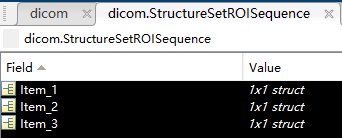 dicom × dicom.StructureSetROISequence ×
dicom.StructureSetROISequence
Field Value
Item_1 1x1 struct
Item_2 1x1 struct
Item_3 1x1 struct